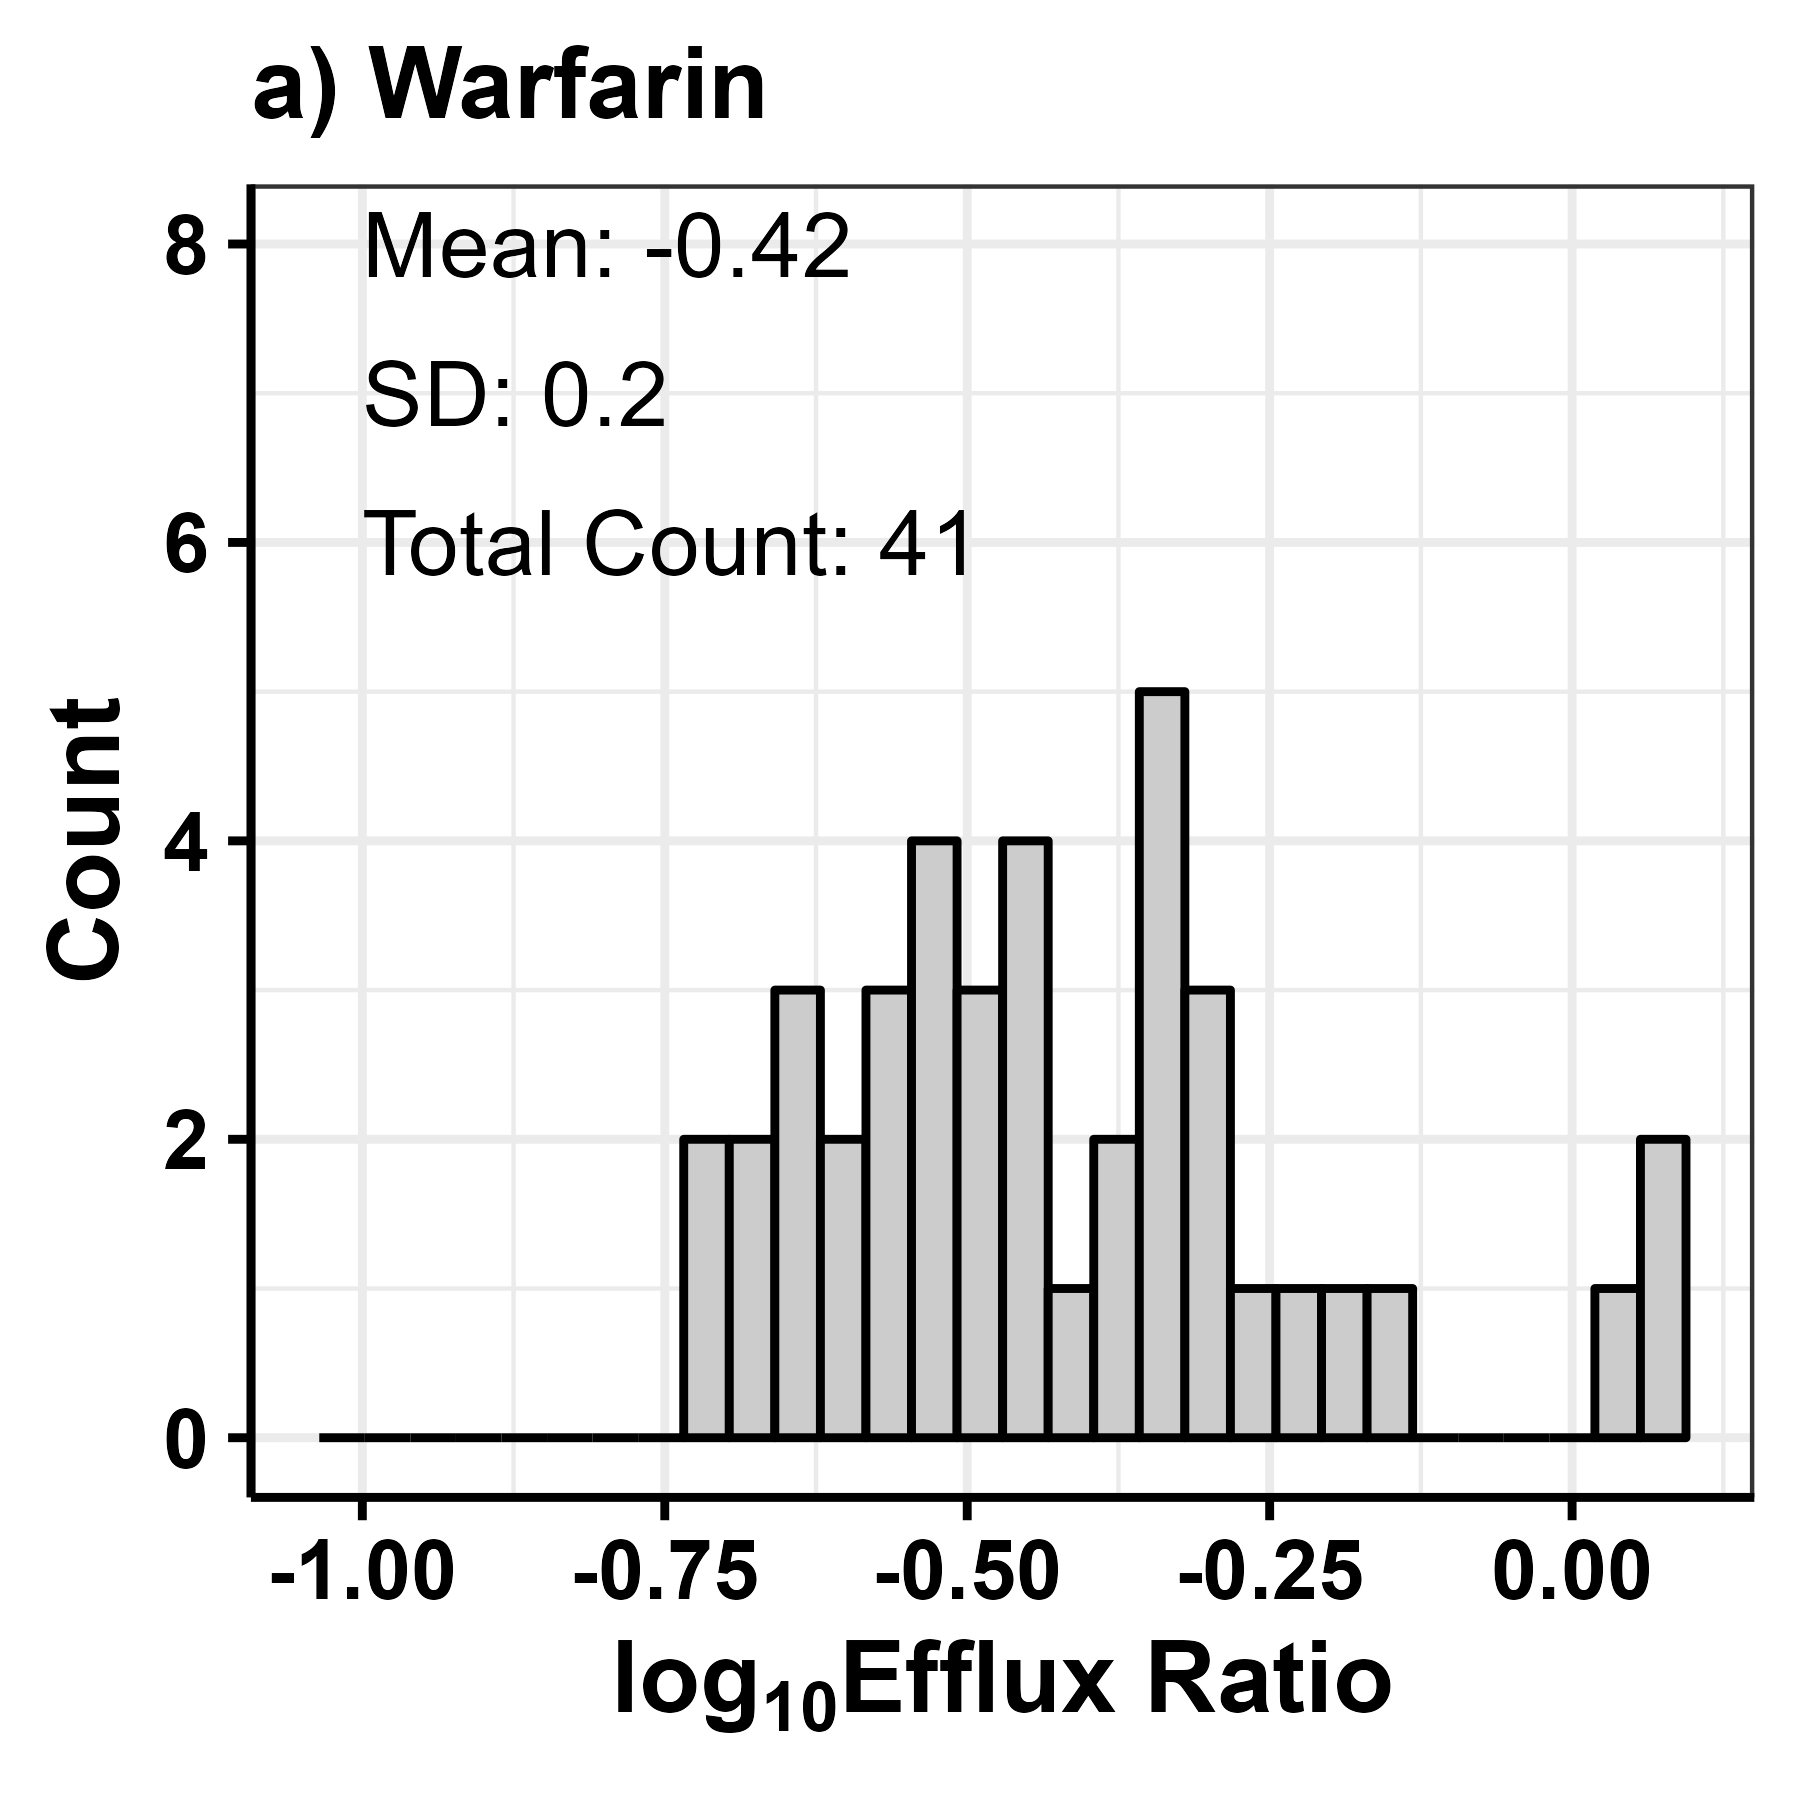 a) Warfarin
Mean: -0.42
SD: 0.2
Total Count: 41
8
6
4
2
0
Count
-1.00 -0.75 -0.50 -0.25 0.00
log₁₀Efflux Ratio